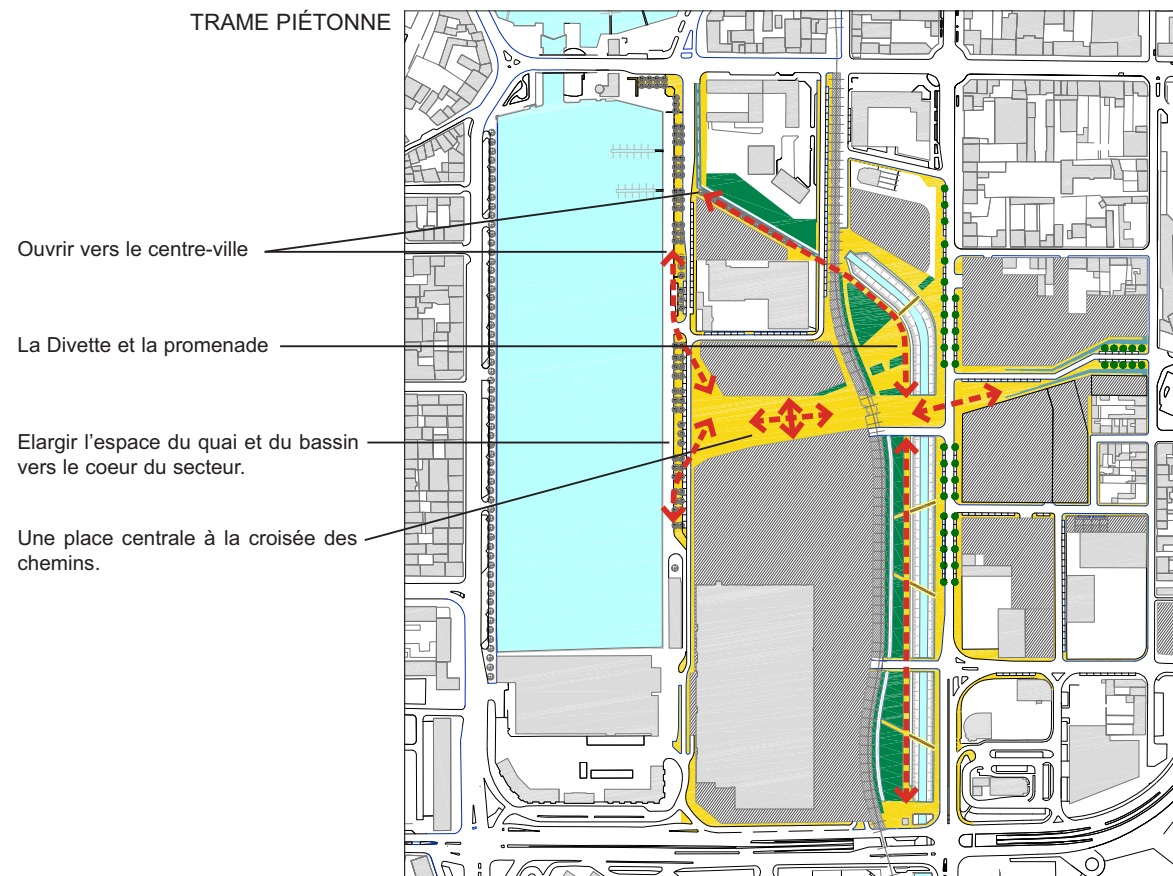 TRAME PIÉTONNE
Ouvrir vers le centre-ville
La Divette et la promenade
Elargir l’espace du quai et du bassin
vers le coeur du secteur.
Une place centrale à la croisée des
chemins.